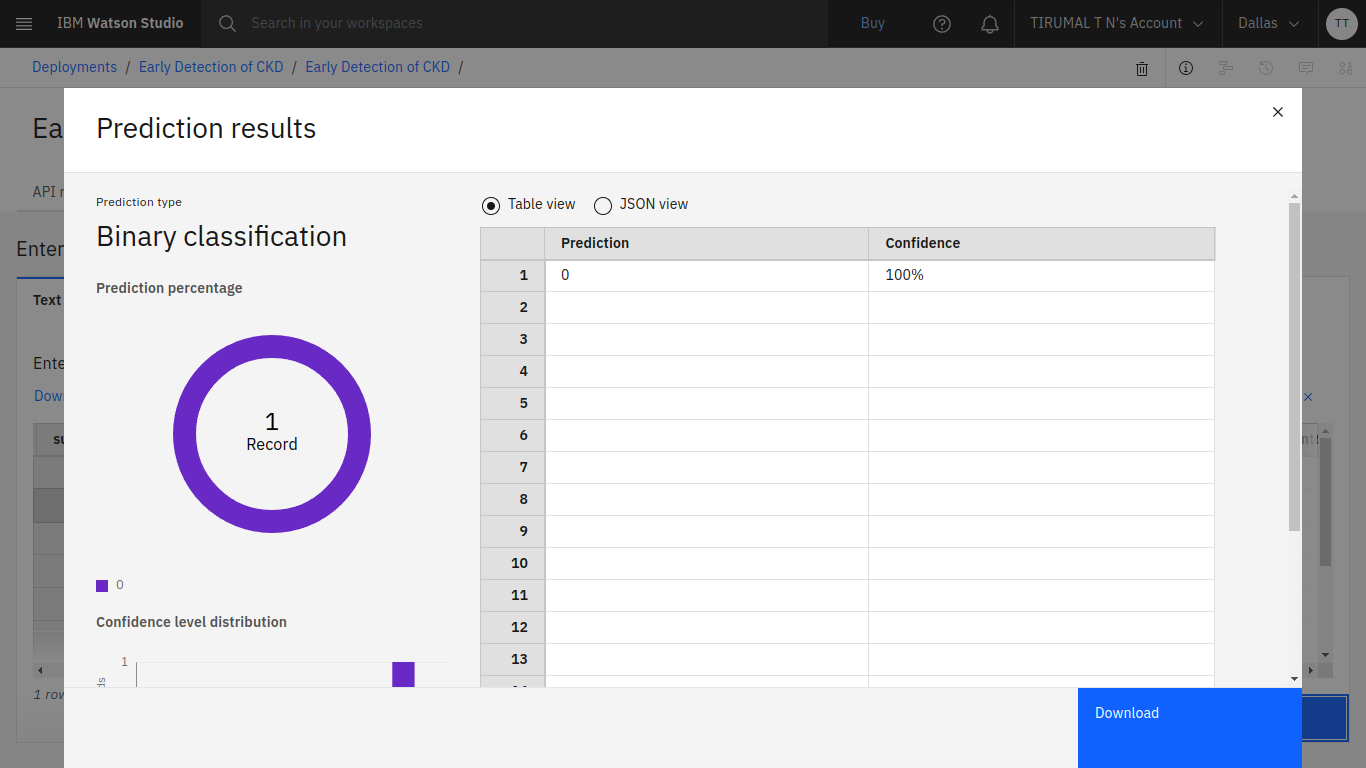 IBM Watson Studio
Search in your workspaces
Buy
TIRUMAL T N's Account
Dallas
TT
Deployments / Early Detection of CKD / Early Detection of CKD /
Ea
API r
Enter
Text
Ente
Dow
su
1 row
Prediction results
Prediction type
Binary classification
Prediction percentage
1
Record
0
Confidence level distribution
1
ds
Table view
JSON view
Prediction Confidence
1 0 100%
2
3
4
5
6
7
8
9
10
11
12
13
Download